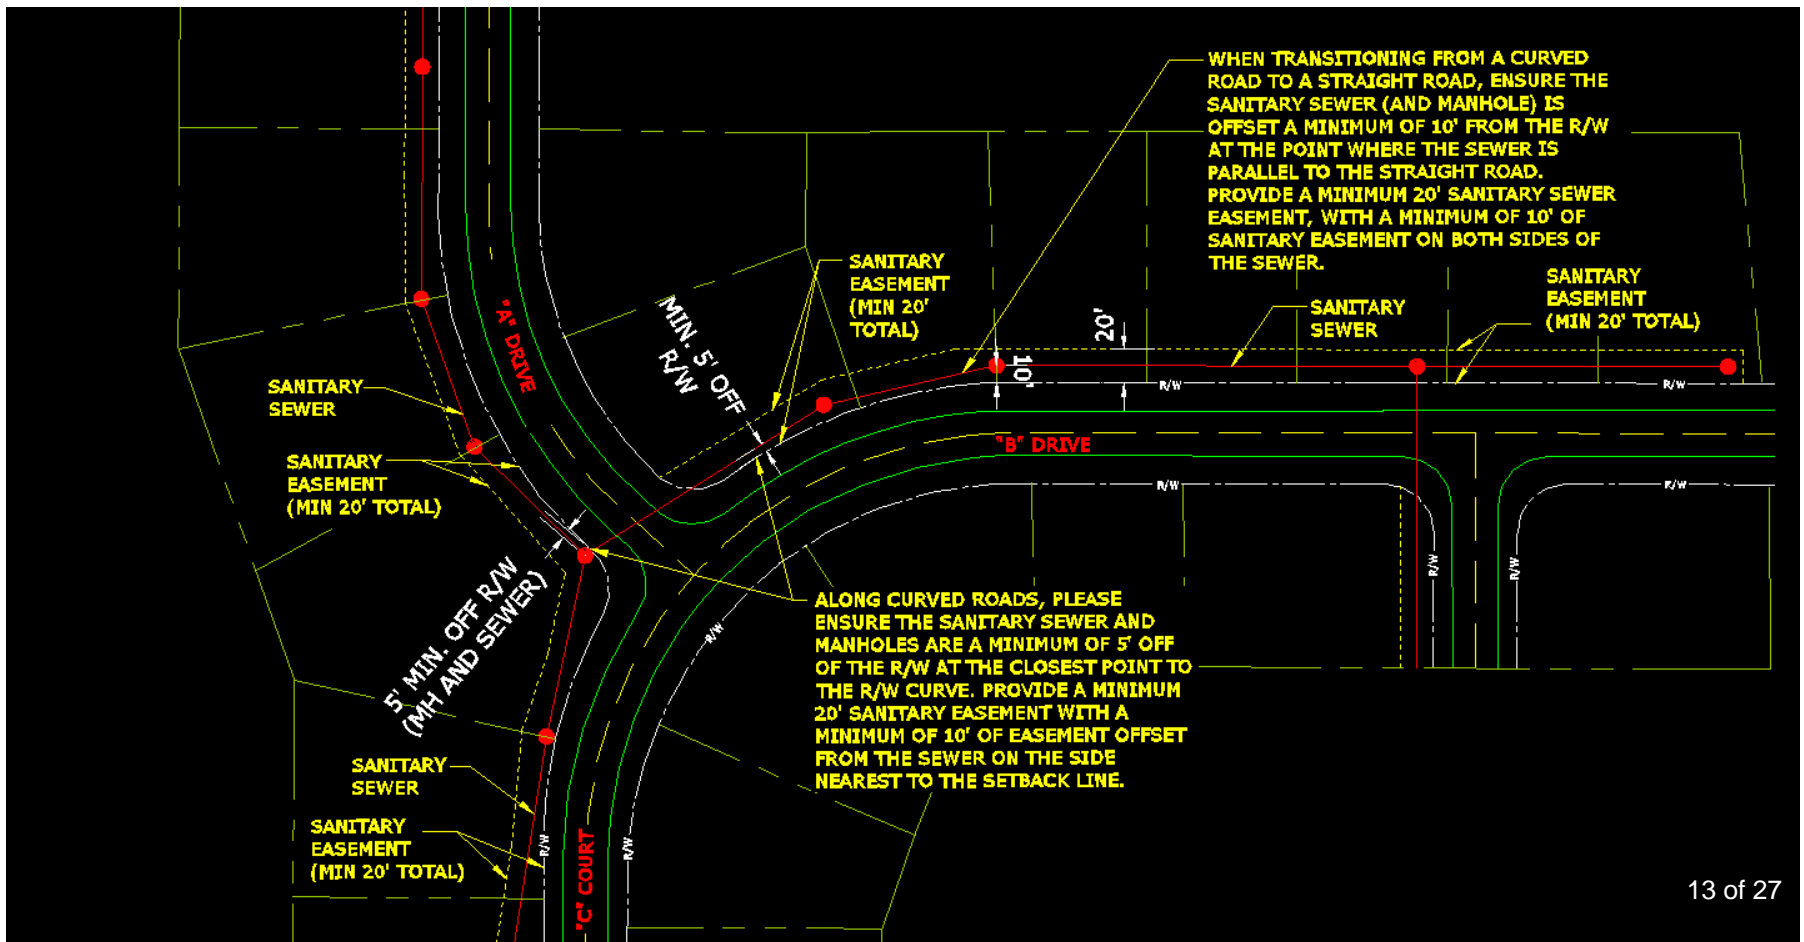 WHEN TRANSITIONING FROM A CURVED
ROAD TO A STRAIGHT ROAD, ENSURE THE
SANITARY SEWER (AND MANHOLE) IS
OFFSET A MINIMUM OF 10' FROM THE R/W
AT THE POINT WHERE THE SEWER IS
PARALLEL TO THE STRAIGHT ROAD.
PROVIDE A MINIMUM 20' SANITARY SEWER
EASEMENT, WITH A MINIMUM OF 10' OF
SANITARY EASEMENT ON BOTH SIDES OF
THE SEWER.
SANITARY
EASEMENT
(MIN 20'
TOTAL)
SANITARY
EASEMENT
(MIN 20' TOTAL)
SANITARY
SEWER
"A" DRIVE
MIN. 5' OFF
R/W
20'
10'
R/W
R/W
SANITARY
SEWER
"B" DRIVE
SANITARY
EASEMENT
(MIN 20' TOTAL)
R/W
R/W
R/W
R/W
5' MIN. OFF R/W
(MH AND SEWER)
R/W
ALONG CURVED ROADS, PLEASE
ENSURE THE SANITARY SEWER AND
MANHOLES ARE A MINIMUM OF 5' OFF
OF THE R/W AT THE CLOSEST POINT TO
THE R/W CURVE. PROVIDE A MINIMUM
20' SANITARY EASEMENT WITH A
MINIMUM OF 10' OF EASEMENT OFFSET
FROM THE SEWER ON THE SIDE
NEAREST TO THE SETBACK LINE.
SANITARY
SEWER
SANITARY
EASEMENT
(MIN 20' TOTAL)
R/W
R/W
"C" COURT
13 of 27